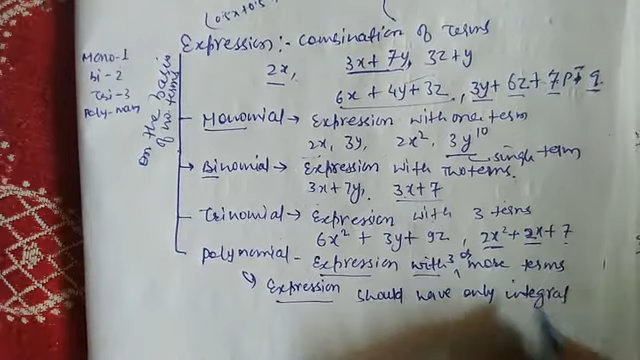 Expression :- combination of terms
2x, 3x + 7y, 3z + y
6x + 4y + 3z , 3y + 6z + 7p + q
Mono - 1
bi - 2
Tri - 3
poly - many
on the basis of no. of terms
Monomial → Expression with one term
2x, 3y, 2x² 3y¹⁰
single term
Binomial → Expression with two terms.
3x + 7y, 3x + 7
Trinomial → Expression with 3 terms
6x² + 3y + 9z , 2x² + 2x + 7
polynomial - Expression with 3 or more terms
Expression should have only integral